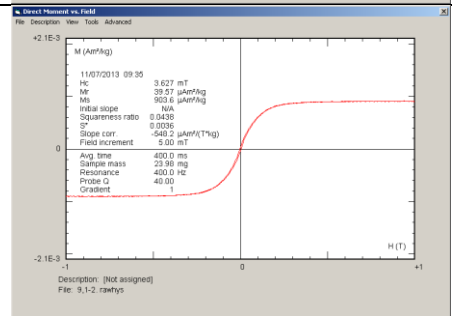 Direct Moment vs. Field
File Description View Tools Advanced
+2.1E-3
M (Am²/kg)
11/07/2013 09:35
Hc 3.627 mT
Mr 39.57 µAm²/kg
Ms 903.6 µAm²/kg
Initial slope N/A
Squareness ratio 0.0438
S* 0.0036
Slope corr. -548.2 µAm²/(T*kg)
Field increment 5.00 mT
Avg. time 400.0 ms
Sample mass 23.98 mg
Resonance 400.0 Hz
Probe Q 40.00
Gradient 1
0
H (T)
-2.1E-3
-1 0 +1
Description: [Not assigned]
File: 9,1-2. rawhys